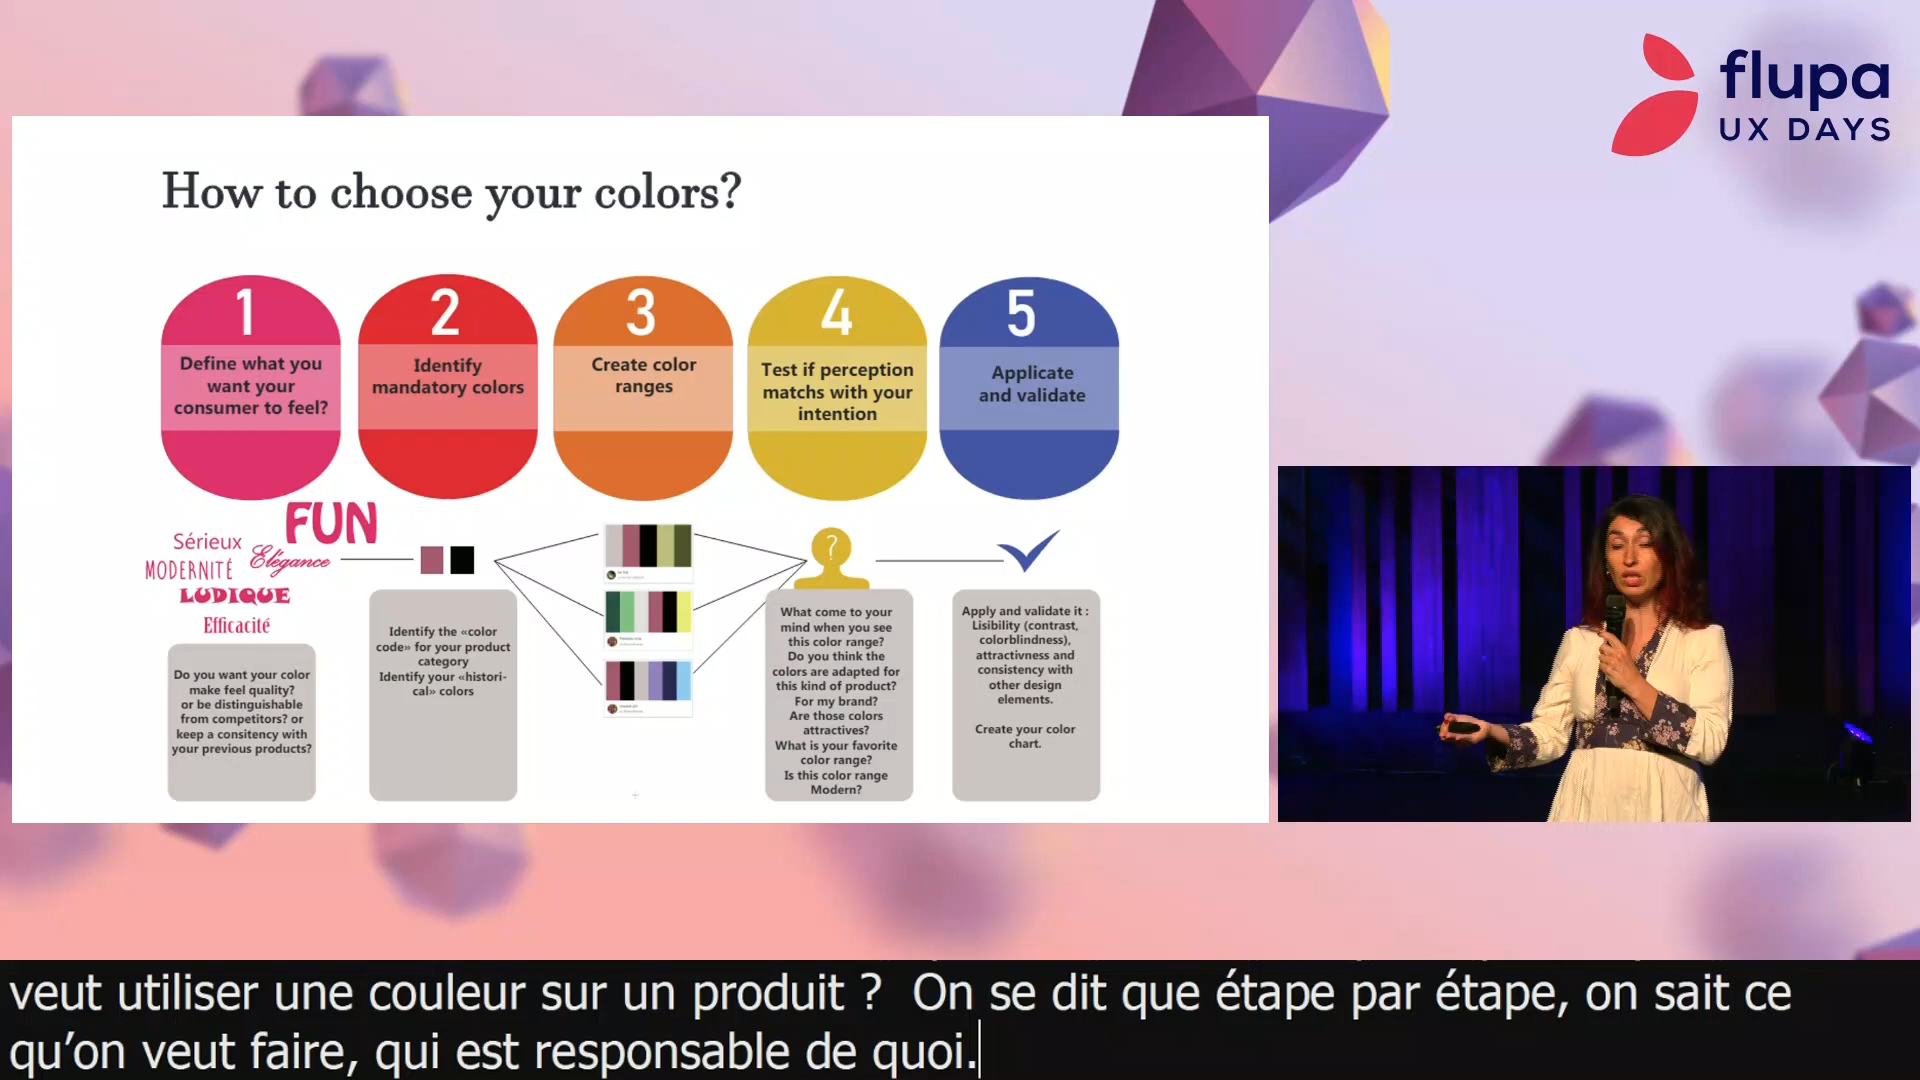 flupa
UX DAYS
How to choose your colors?
1
Define what you
want your
consumer to feel?
2
Identify
mandatory colors
3
Create color
ranges
4
Test if perception
matchs with your
intention
5
Applicate
and validate
FUN
Sérieux
Elégance
MODERNITÉ
LUDIQUE
Efficacité
Do you want your color
make feel quality?
or be distinguishable
from competitors? or
keep a consitency with
your previous products?
Identify the «color
code» for your product
category
Identify your «histori-
cal» colors
?
What come to your
mind when you see
this color range?
Do you think the
colors are adapted for
this kind of product?
For my brand?
Are those colors
attractives?
What is your favorite
color range?
Is this color range
Modern?
Apply and validate it :
Lisibility (contrast,
colorblindness),
attractivness and
consistency with
other design
elements.
Create your color
chart.
veut utiliser une couleur sur un produit ?  On se dit que étape par étape, on sait ce
qu’on veut faire, qui est responsable de quoi.